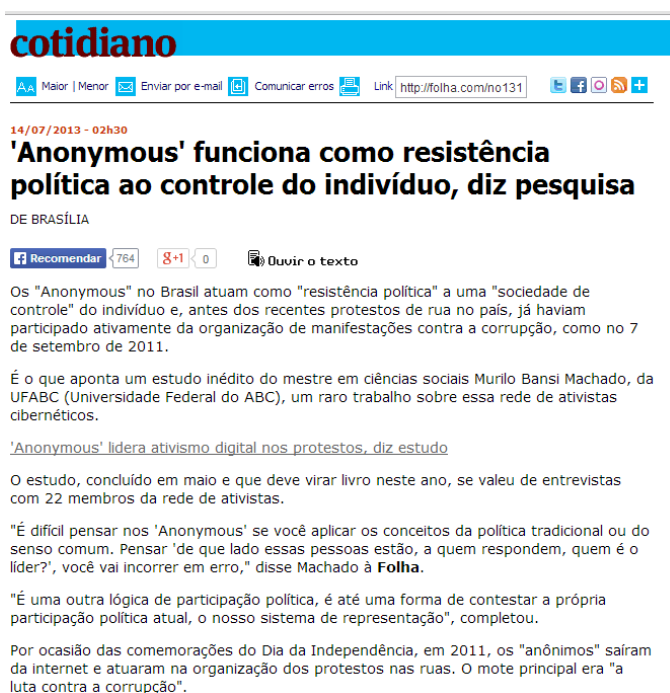 cotidiano
AA Maior | Menor Enviar por e-mail Comunicar erros Link http://folha.com/no131
14/07/2013 - 02h30
'Anonymous' funciona como resistência
política ao controle do indivíduo, diz pesquisa
DE BRASÍLIA
Recomendar 764 g+1 0 Ouvir o texto
Os "Anonymous" no Brasil atuam como "resistência política" a uma "sociedade de
controle" do indivíduo e, antes dos recentes protestos de rua no país, já haviam
participado ativamente da organização de manifestações contra a corrupção, como no 7
de setembro de 2011.
É o que aponta um estudo inédito do mestre em ciências sociais Murilo Bansi Machado, da
UFABC (Universidade Federal do ABC), um raro trabalho sobre essa rede de ativistas
cibernéticos.
'Anonymous' lidera ativismo digital nos protestos, diz estudo
O estudo, concluído em maio e que deve virar livro neste ano, se valeu de entrevistas
com 22 membros da rede de ativistas.
"É difícil pensar nos 'Anonymous' se você aplicar os conceitos da política tradicional ou do
senso comum. Pensar 'de que lado essas pessoas estão, a quem respondem, quem é o
líder?', você vai incorrer em erro," disse Machado à Folha.
"É uma outra lógica de participação política, é até uma forma de contestar a própria
participação política atual, o nosso sistema de representação", completou.
Por ocasião das comemorações do Dia da Independência, em 2011, os "anônimos" saíram
da internet e atuaram na organização dos protestos nas ruas. O mote principal era "a
luta contra a corrupção".